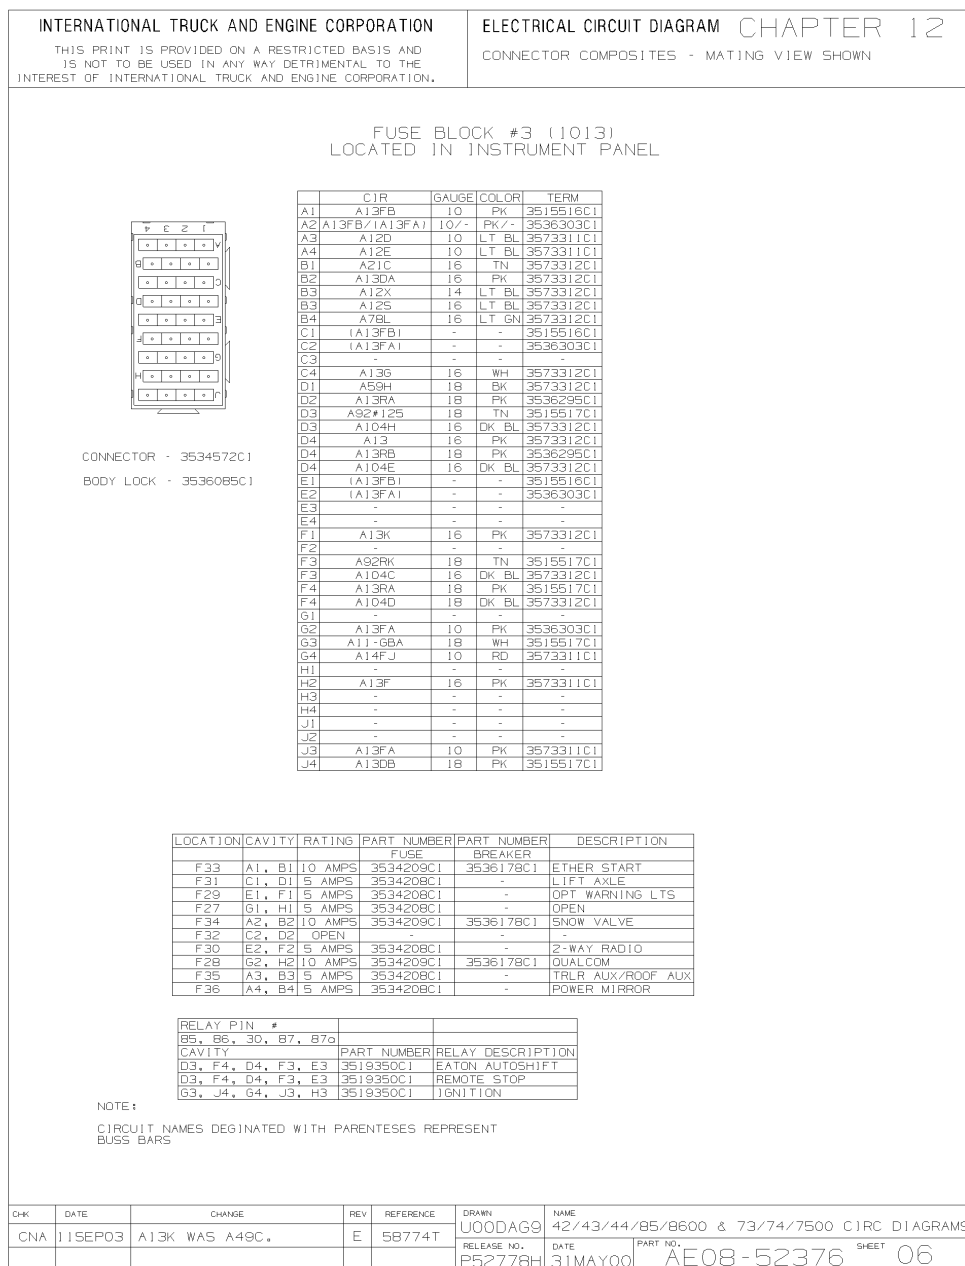 INTERNATIONAL TRUCK AND ENGINE CORPORATION
THIS PRINT IS PROVIDED ON A RESTRICTED BASIS AND
IS NOT TO BE USED IN ANY WAY DETRIMENTAL TO THE
INTEREST OF INTERNATIONAL TRUCK AND ENGINE CORPORATION.
ELECTRICAL CIRCUIT DIAGRAM CHAPTER 12
CONNECTOR COMPOSITES - MATING VIEW SHOWN
FUSE BLOCK #3 (1013)
LOCATED IN INSTRUMENT PANEL
4 3 2 1
A
B
C
D
E
F
G
H
J
CONNECTOR - 3534572C1
BODY LOCK - 3536085C1
CIR GAUGE COLOR TERM
A1 A13FB 10 PK 3515516C1
A2 A13FB/(A13FA) 10/- PK/- 3536303C1
A3 A12D 10 LT BL 3573311C1
A4 A12E 10 LT BL 3573311C1
B1 A21C 16 TN 3573312C1
B2 A13DA 16 PK 3573312C1
B3 A12X 14 LT BL 3573312C1
B3 A12S 16 LT BL 3573312C1
B4 A78L 16 LT GN 3573312C1
C1 (A13FB) - - 3515516C1
C2 (A13FA) - - 3536303C1
C3 - - - -
C4 A13G 16 WH 3573312C1
D1 A59H 18 BK 3573312C1
D2 A13RA 18 PK 3536295C1
D3 A92#125 18 TN 3515517C1
D3 A104H 16 DK BL 3573312C1
D4 A13 16 PK 3573312C1
D4 A13RB 18 PK 3536295C1
D4 A104E 16 DK BL 3573312C1
E1 (A13FB) - - 3515516C1
E2 (A13FA) - - 3536303C1
E3 - - - -
E4 - - - -
F1 A13K 16 PK 3573312C1
F2 - - - -
F3 A92RK 18 TN 3515517C1
F3 A104C 16 DK BL 3573312C1
F4 A13RA 18 PK 3515517C1
F4 A104D 18 DK BL 3573312C1
G1 - - - -
G2 A13FA 10 PK 3536303C1
G3 A11-GBA 18 WH 3515517C1
G4 A14FJ 10 RD 3573311C1
H1 - - - -
H2 A13F 16 PK 3573311C1
H3 - - - -
H4 - - - -
J1 - - - -
J2 - - - -
J3 A13FA 10 PK 3573311C1
J4 A13DB 18 PK 3515517C1
LOCATION CAVITY RATING PART NUMBER PART NUMBER DESCRIPTION
FUSE BREAKER
F33 A1, B1 10 AMPS 3534209C1 3536178C1 ETHER START
F31 C1, D1 5 AMPS 3534208C1 - LIFT AXLE
F29 E1, F1 5 AMPS 3534208C1 - OPT WARNING LTS
F27 G1, H1 5 AMPS 3534208C1 - OPEN
F34 A2, B2 10 AMPS 3534209C1 3536178C1 SNOW VALVE
F32 C2, D2 OPEN - - -
F30 E2, F2 5 AMPS 3534208C1 - 2-WAY RADIO
F28 G2, H2 10 AMPS 3534209C1 3536178C1 QUALCOM
F35 A3, B3 5 AMPS 3534208C1 - TRLR AUX/ROOF AUX
F36 A4, B4 5 AMPS 3534208C1 - POWER MIRROR
RELAY PIN #
85, 86, 30, 87, 87a
CAVITY PART NUMBER RELAY DESCRIPTION
D3, F4, D4, F3, E3 3519350C1 EATON AUTOSHIFT
D3, F4, D4, F3, E3 3519350C1 REMOTE STOP
G3, J4, G4, J3, H3 3519350C1 IGNITION
NOTE:
CIRCUIT NAMES DEGINATED WITH PARENTESES REPRESENT
BUSS BARS
CHK DATE CHANGE REV REFERENCE DRAWN NAME
CNA 11SEP03 A13K WAS A49C. E 58774T U00DAG9 42/43/44/85/8600 & 73/74/7500 CIRC DIAGRAMS
RELEASE NO. DATE PART NO. SHEET
P52778H 31MAY00 AE08-52376 06